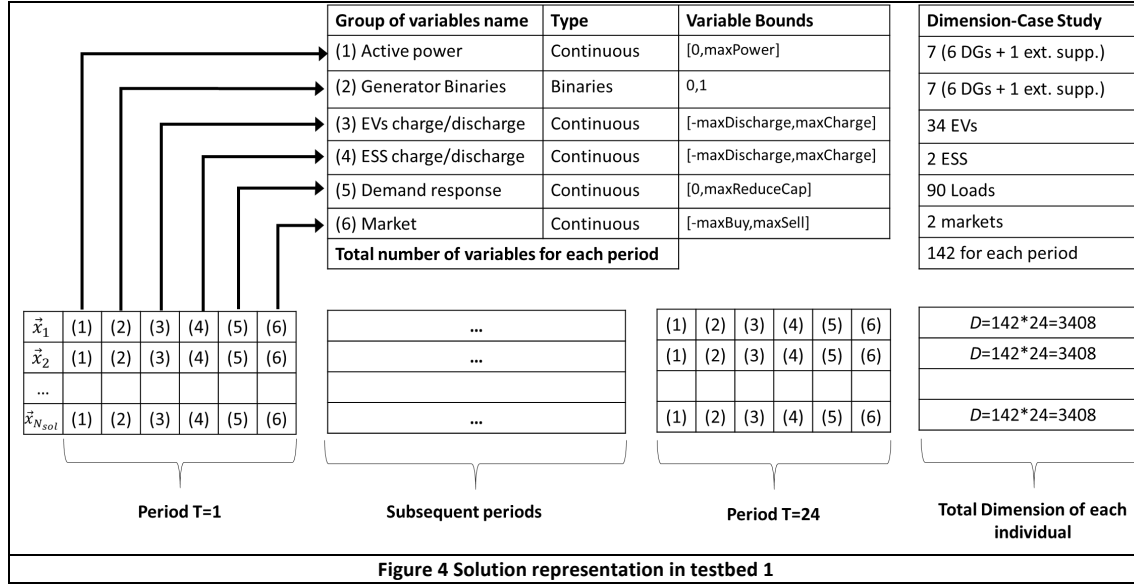 Group of variables name Type Variable Bounds Dimension-Case Study
(1) Active power Continuous [0,maxPower] 7 (6 DGs + 1 ext. supp.)
(2) Generator Binaries Binaries 0,1 7 (6 DGs + 1 ext. supp.)
(3) EVs charge/discharge Continuous [-maxDischarge,maxCharge] 34 EVs
(4) ESS charge/discharge Continuous [-maxDischarge,maxCharge] 2 ESS
(5) Demand response Continuous [0,maxReduceCap] 90 Loads
(6) Market Continuous [-maxBuy,maxSell] 2 markets
Total number of variables for each period 142 for each period
x⃗₁ (1) (2) (3) (4) (5) (6) ... (1) (2) (3) (4) (5) (6) D=142*24=3408
x⃗₂ (1) (2) (3) (4) (5) (6) ... (1) (2) (3) (4) (5) (6) D=142*24=3408
...
x⃗_{N_{sol}} (1) (2) (3) (4) (5) (6) ... (1) (2) (3) (4) (5) (6) D=142*24=3408
Period T=1 Subsequent periods Period T=24 Total Dimension of each
individual
Figure 4 Solution representation in testbed 1